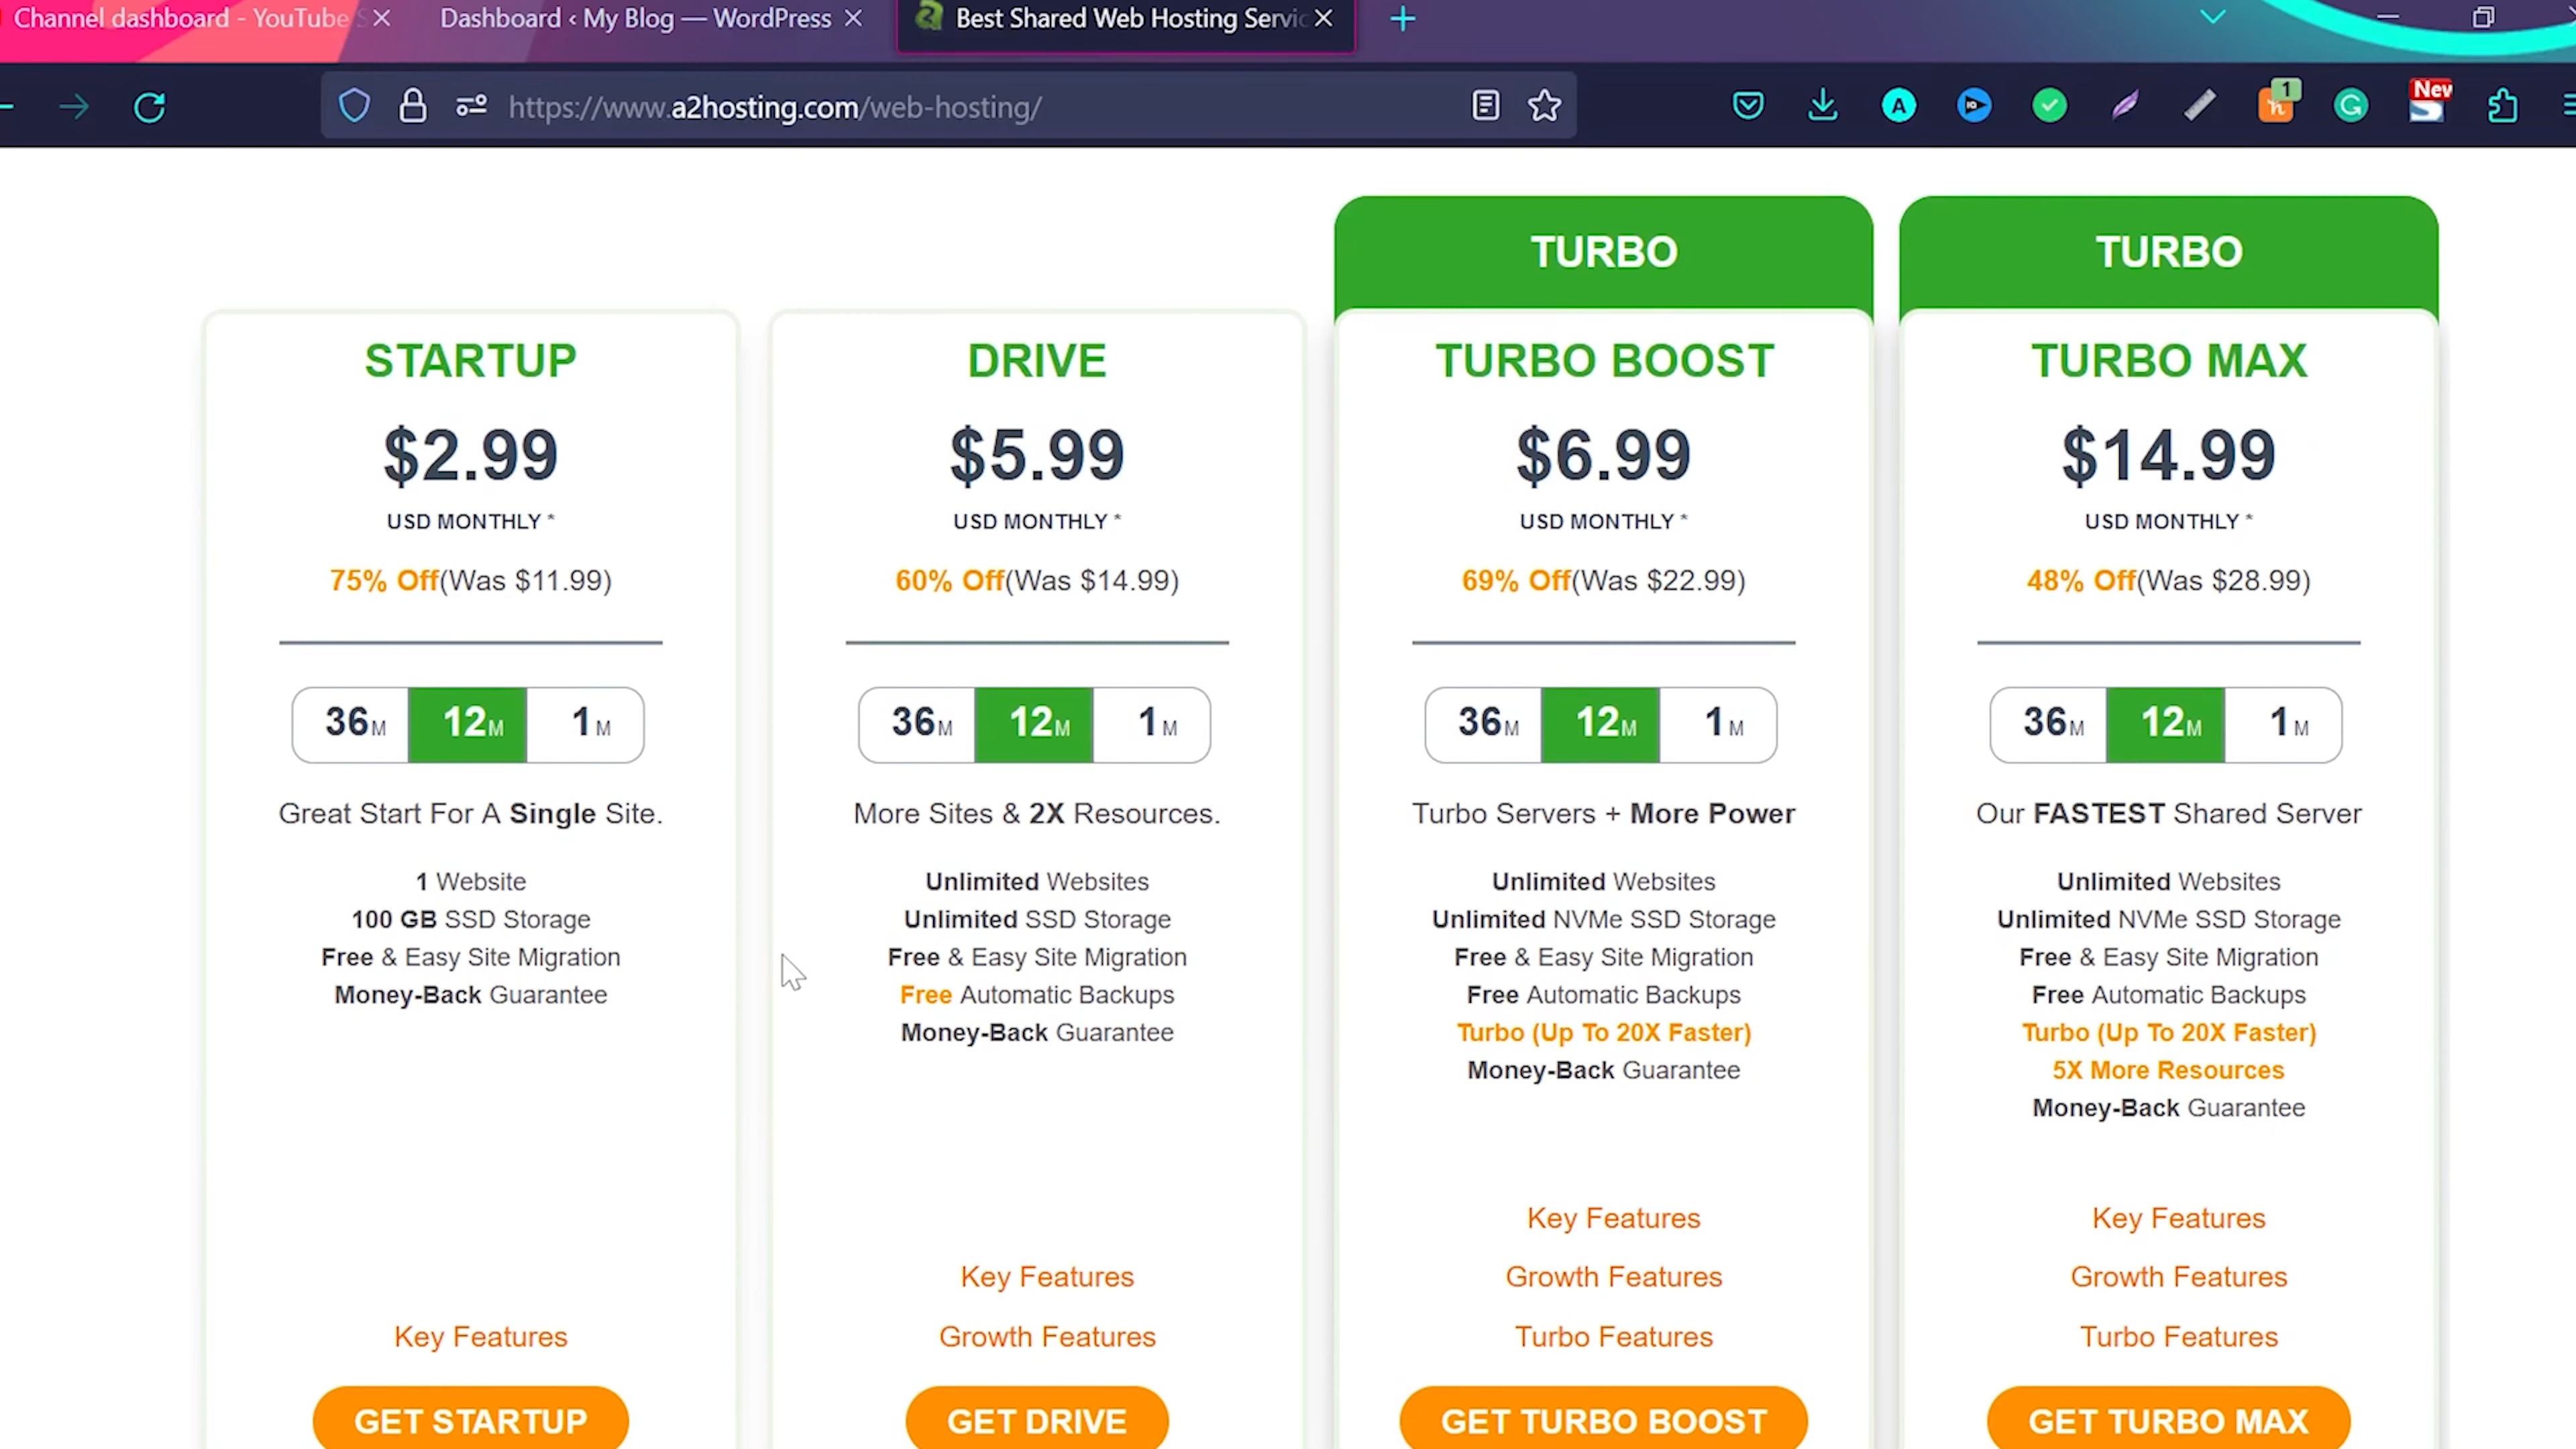 Channel dashboard - YouTube S
Dashboard ‹ My Blog — WordPress
Best Shared Web Hosting Servic
https://www.a2hosting.com/web-hosting/
A
1
New
TURBO
TURBO
STARTUP
$2.99
USD MONTHLY *
75% Off(Was $11.99)
36M 12M 1M
Great Start For A Single Site.
1 Website
100 GB SSD Storage
Free & Easy Site Migration
Money-Back Guarantee
Key Features
GET STARTUP
DRIVE
$5.99
USD MONTHLY *
60% Off(Was $14.99)
36M 12M 1M
More Sites & 2X Resources.
Unlimited Websites
Unlimited SSD Storage
Free & Easy Site Migration
Free Automatic Backups
Money-Back Guarantee
Key Features
Growth Features
GET DRIVE
TURBO BOOST
$6.99
USD MONTHLY *
69% Off(Was $22.99)
36M 12M 1M
Turbo Servers + More Power
Unlimited Websites
Unlimited NVMe SSD Storage
Free & Easy Site Migration
Free Automatic Backups
Turbo (Up To 20X Faster)
Money-Back Guarantee
Key Features
Growth Features
Turbo Features
GET TURBO BOOST
TURBO MAX
$14.99
USD MONTHLY *
48% Off(Was $28.99)
36M 12M 1M
Our FASTEST Shared Server
Unlimited Websites
Unlimited NVMe SSD Storage
Free & Easy Site Migration
Free Automatic Backups
Turbo (Up To 20X Faster)
5X More Resources
Money-Back Guarantee
Key Features
Growth Features
Turbo Features
GET TURBO MAX